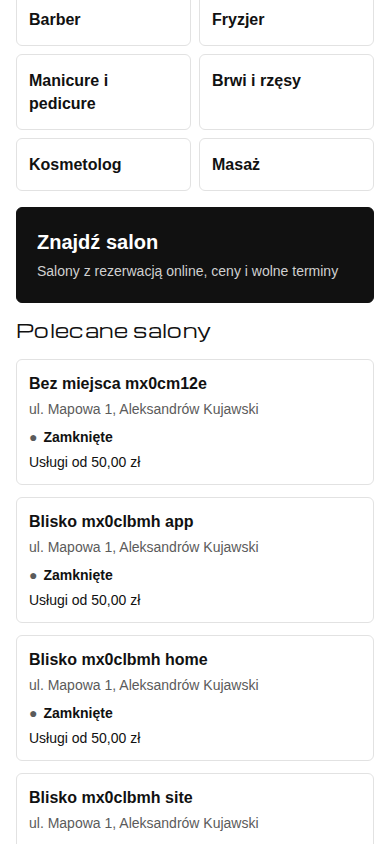 Barber
Fryzjer
Manicure i
pedicure
Brwi i rzęsy
Kosmetolog
Masaż
Znajdź salon
Salony z rezerwacją online, ceny i wolne terminy
Polecane salony
Bez miejsca mx0cm12e
ul. Mapowa 1, Aleksandrów Kujawski
● Zamknięte
Usługi od 50,00 zł
Blisko mx0clbmh app
ul. Mapowa 1, Aleksandrów Kujawski
● Zamknięte
Usługi od 50,00 zł
Blisko mx0clbmh home
ul. Mapowa 1, Aleksandrów Kujawski
● Zamknięte
Usługi od 50,00 zł
Blisko mx0clbmh site
ul. Mapowa 1, Aleksandrów Kujawski